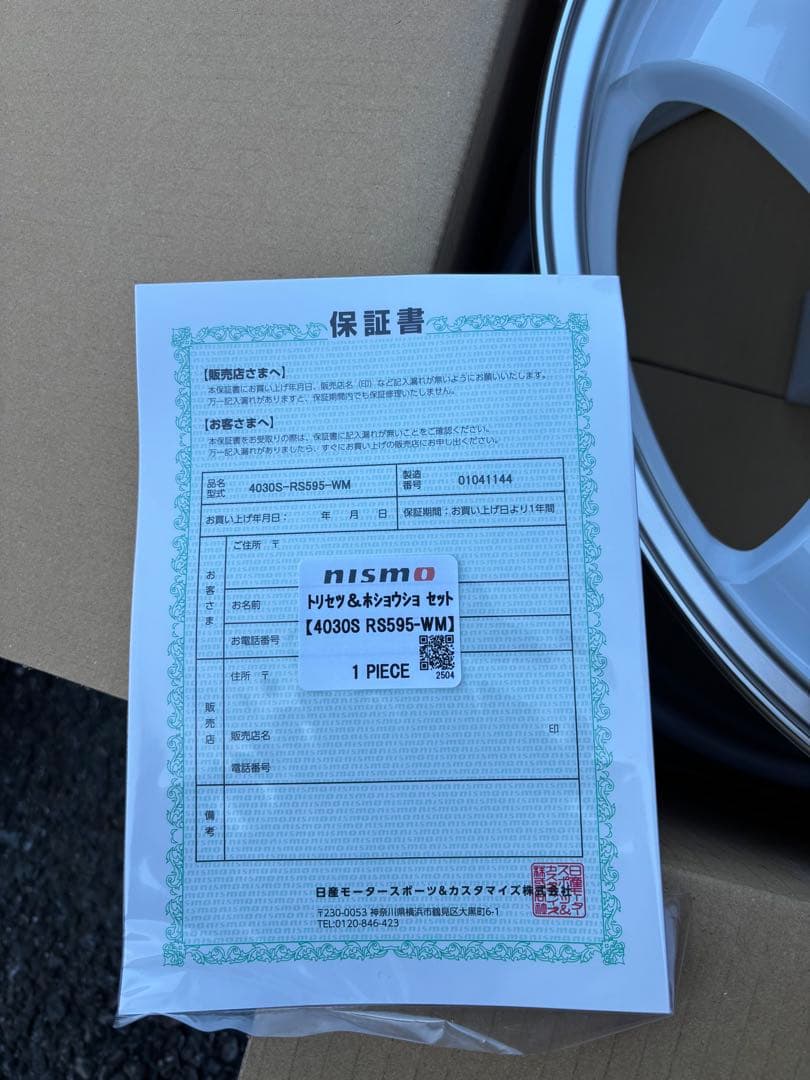 保証書
【販売店さまへ】
本保証書にお買い上げ年月日、販売店名(印)など記入漏れが無いようにお願いいたします。
万一記入漏れがありますと、保証期間内でも保証修理いたしません。
【お客さまへ】
本保証書をお受取りの際は、保証書に記入漏れが無いことをご確認ください。
万一記入漏れがありましたら、すぐにお買い上げの販売店にお申し出ください。
品名
型式
4030S-RS595-WM
製造
番号
01041144
お買い上げ年月日： 年 月 日
保証期間：お買い上げ日より1年間
お客さま
ご住所 〒
お名前
お電話番号
nismo
トリセツ&ホショウショ セット
【4030S RS595-WM】
1 PIECE
2504
販売店
住所 〒
販売店名
印
電話番号
備考
日産モータースポーツ&カスタマイズ株式会社
〒230-0053 神奈川県横浜市鶴見区大黒町6-1
TEL:0120-846-423